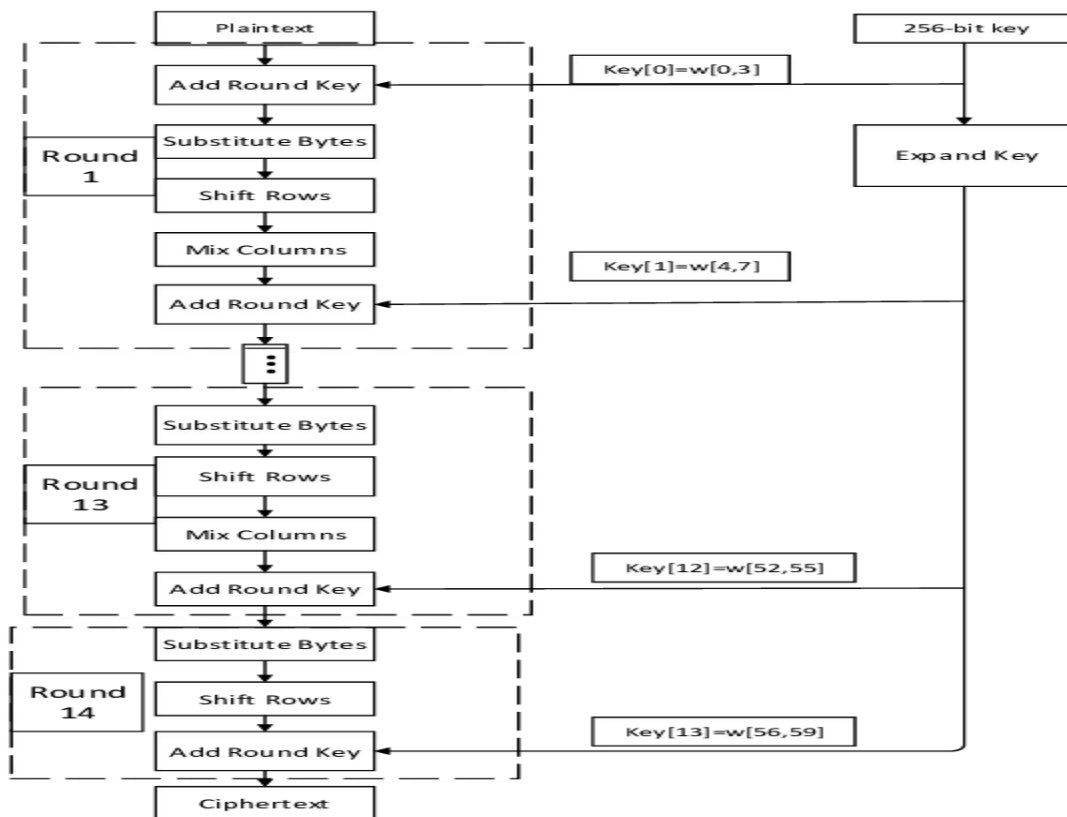 Plaintext
256-bit key
Key[0]=w[0,3]
Add Round Key
Substitute Bytes
Round
1
Expand Key
Shift Rows
Mix Columns
Key[1]=w[4,7]
Add Round Key
...
Substitute Bytes
Round
13
Shift Rows
Mix Columns
Key[12]=w[52,55]
Add Round Key
Substitute Bytes
Round
14
Shift Rows
Key[13]=w[56,59]
Add Round Key
Ciphertext